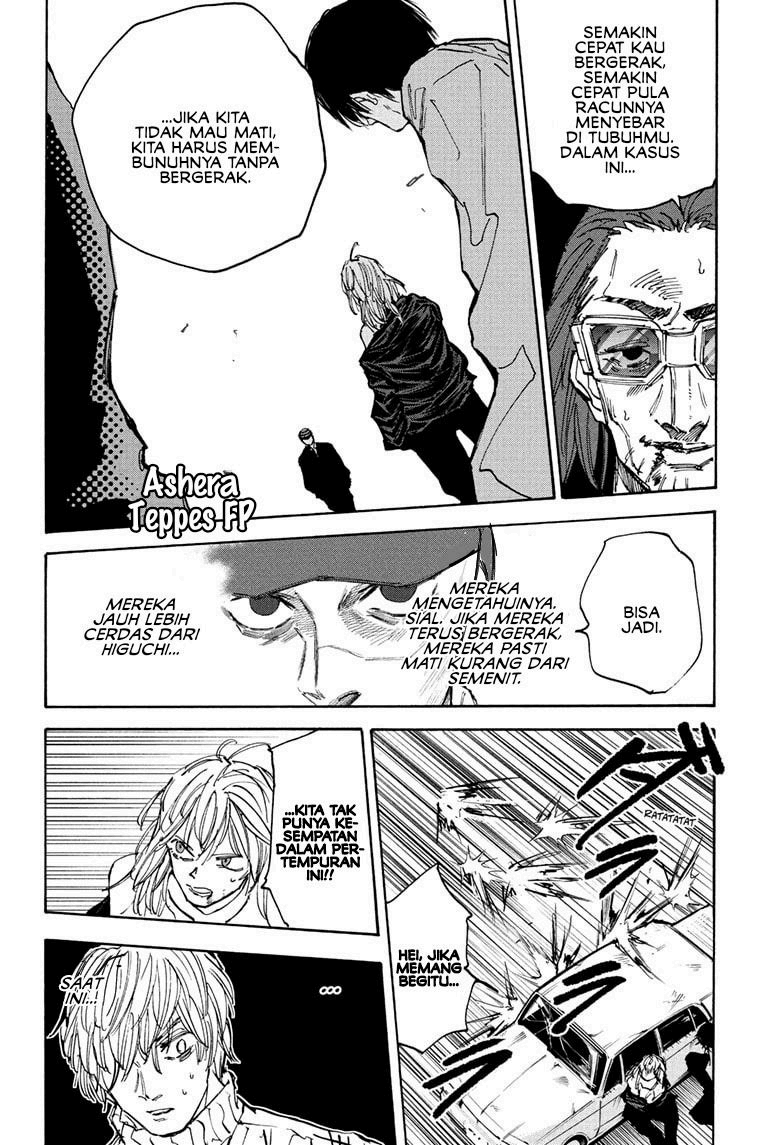 SEMAKIN
CEPAT KAU
BERGERAK,
SEMAKIN
CEPAT PULA
RACUNNYA
MENYEBAR
DI TUBUHMU.
DALAM KASUS
INI...
...JIKA KITA
TIDAK MAU MATI,
KITA HARUS MEM-
BUNUHNYA TANPA
BERGERAK.
Ashera
Teppes FP
BISA
JADI.
MEREKA
MENGETAHUINYA.
SIAL. JIKA MEREKA
TERUS BERGERAK,
MEREKA PASTI
MATI KURANG DARI
SEMENIT.
MEREKA
JAUH LEBIH
CERDAS DARI
HIGUCHI...
RATATATAT
HEI, JIKA
MEMANG
BEGITU...
...KITA TAK
PUNYA KE-
SEMPATAN
DALAM PER-
TEMPURAN
INI!!
SAAT
INI...!